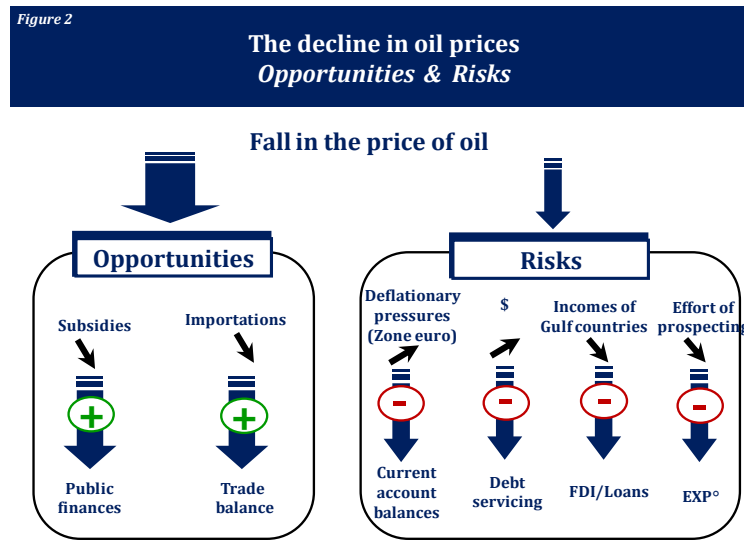 Figure 2
The decline in oil prices
Opportunities & Risks
Fall in the price of oil
Opportunities
Subsidies
Importations
+
+
Public
finances
Trade
balance
Risks
Deflationary
pressures
(Zone euro)
$
Incomes of
Gulf countries
Effort of
prospecting
-
-
-
-
Current
account
balances
Debt
servicing
FDI/Loans
EXP°